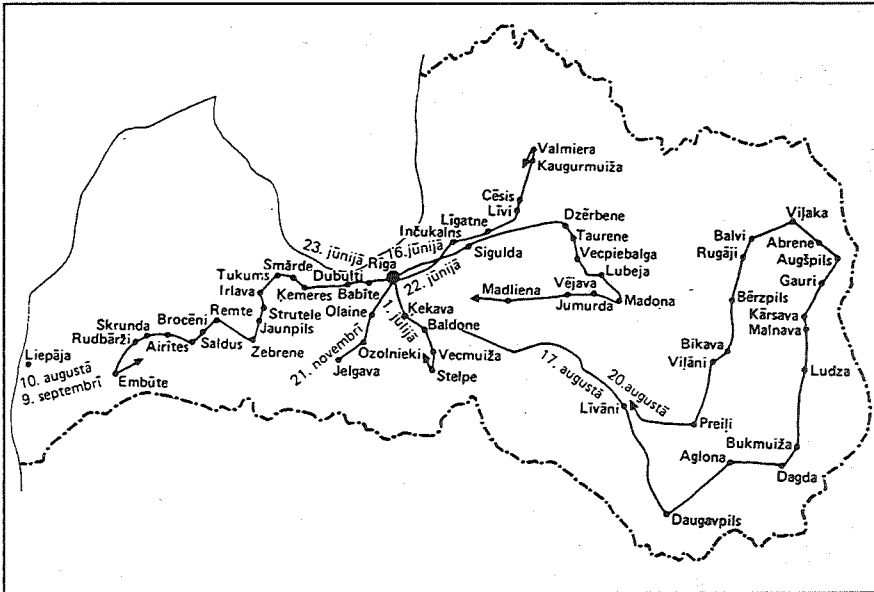 Valmiera
Kaugurmuiža
Cēsis
Līvi
Līgatne
Inčukalns
Dzērbene
Taurene
Vecpiebalga
Lubeja
Sigulda
Madona
Vējava
Jumurda
Madliena
Viļaka
Abrene
Augšpils
Balvi
Rugāji
Gauri
Kārsava
Malnava
Bērzpils
Bikava
Viļāni
Ludza
23. jūnijā
16. jūnijā
22. jūnijā
Rīga
Smārde
Tukums
Dubulti
Irlava
Ķemeres
Babīte
Olaine
1. jūlijā
Ķekava
Baldone
Remte
Strutele
Jaunpils
Brocēni
Skrunda
Rudbārži
Airītes
Saldus
Zebrene
Liepāja
10. augustā
9. septembrī
Embūte
21. novembrī
Ozolnieki
Jelgava
Vecmuiža
Stelpe
17. augustā
20. augustā
Līvāni
Preiļi
Bukmuiža
Aglona
Dagda
Daugavpils